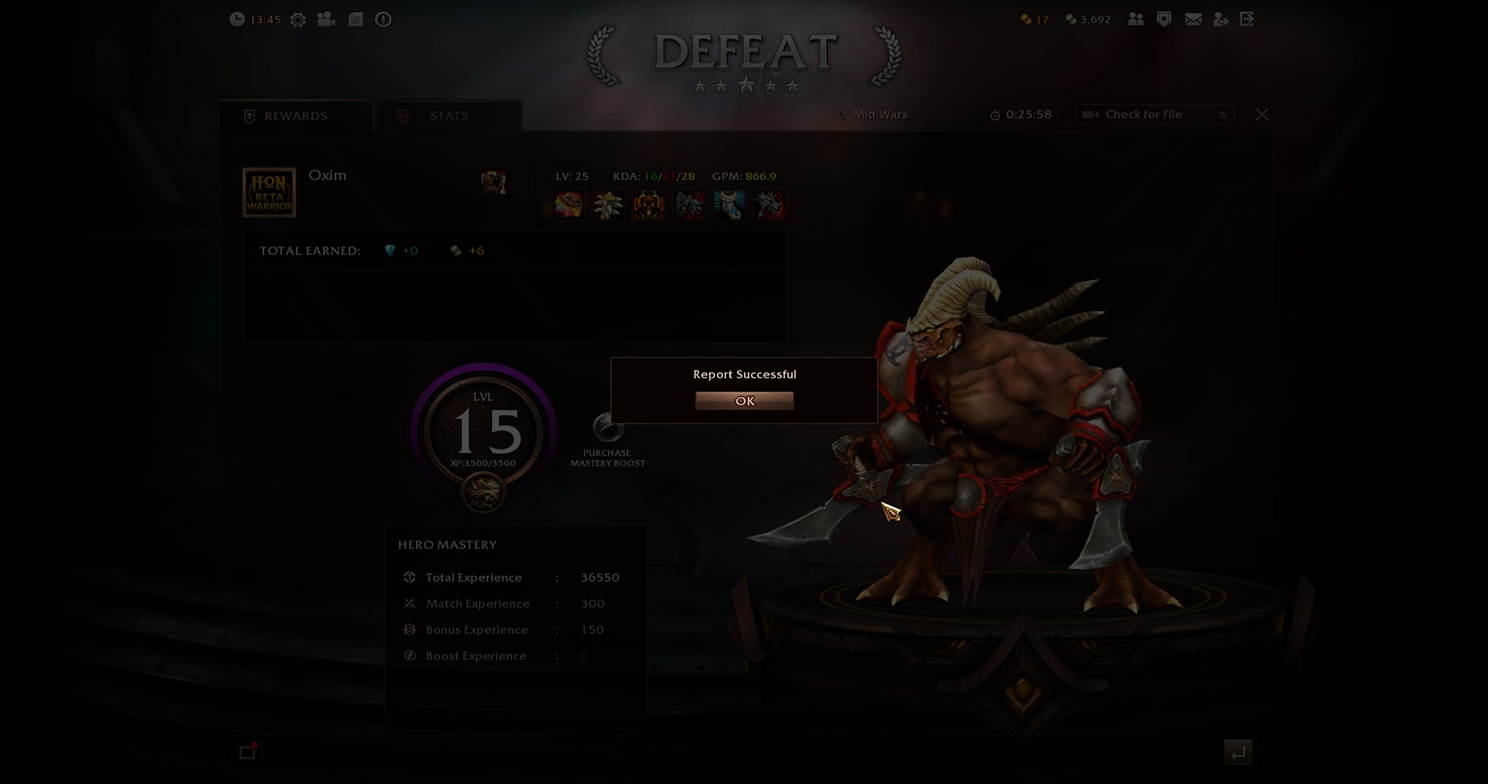 13:45
17
3,692
DEFEAT
REWARDS
STATS
Mid Wars
0:25:58
Check for File
HON
BETA
WARRIOR
Oxim
LV: 25 KDA: 16/21/28 GPM: 866.9
TOTAL EARNED: +0 +6
Report Successful
OK
LVL
15
XP:3500/3500
PURCHASE
MASTERY BOOST
HERO MASTERY
Total Experience : 36550
Match Experience : 300
Bonus Experience : 150
Boost Experience : 0